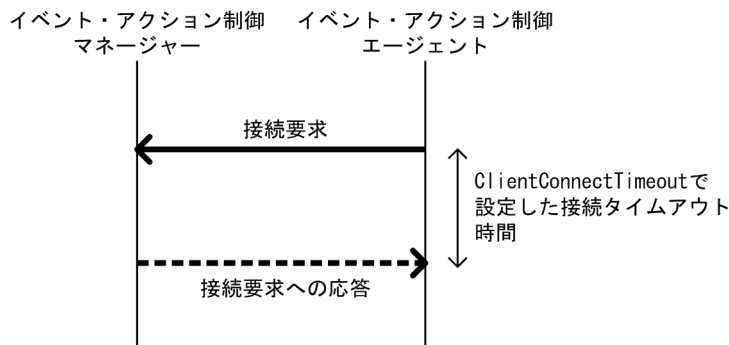 イベント・アクション制御
マネージャー
イベント・アクション制御
エージェント
接続要求
ClientConnectTimeoutで
設定した接続タイムアウト
時間
接続要求への応答